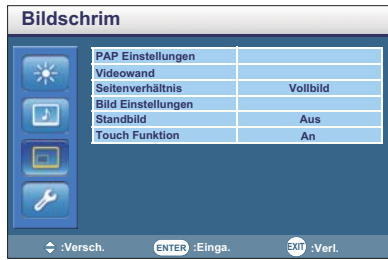 Bildschrim
PAP Einstellungen
Videowand
Seitenverhältnis Vollbild
Bild Einstellungen
Standbild Aus
Touch Funktion An
:Versch. ENTER :Einga. EXIT :Verl.